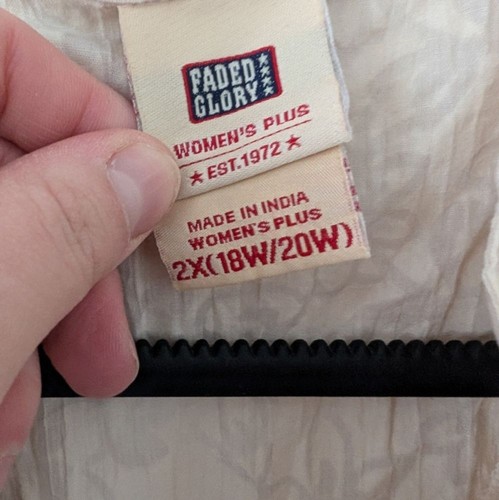 FADED
GLORY
WOMEN'S PLUS
EST.1972
MADE IN INDIA
WOMEN'S PLUS
2X(18W/20W)